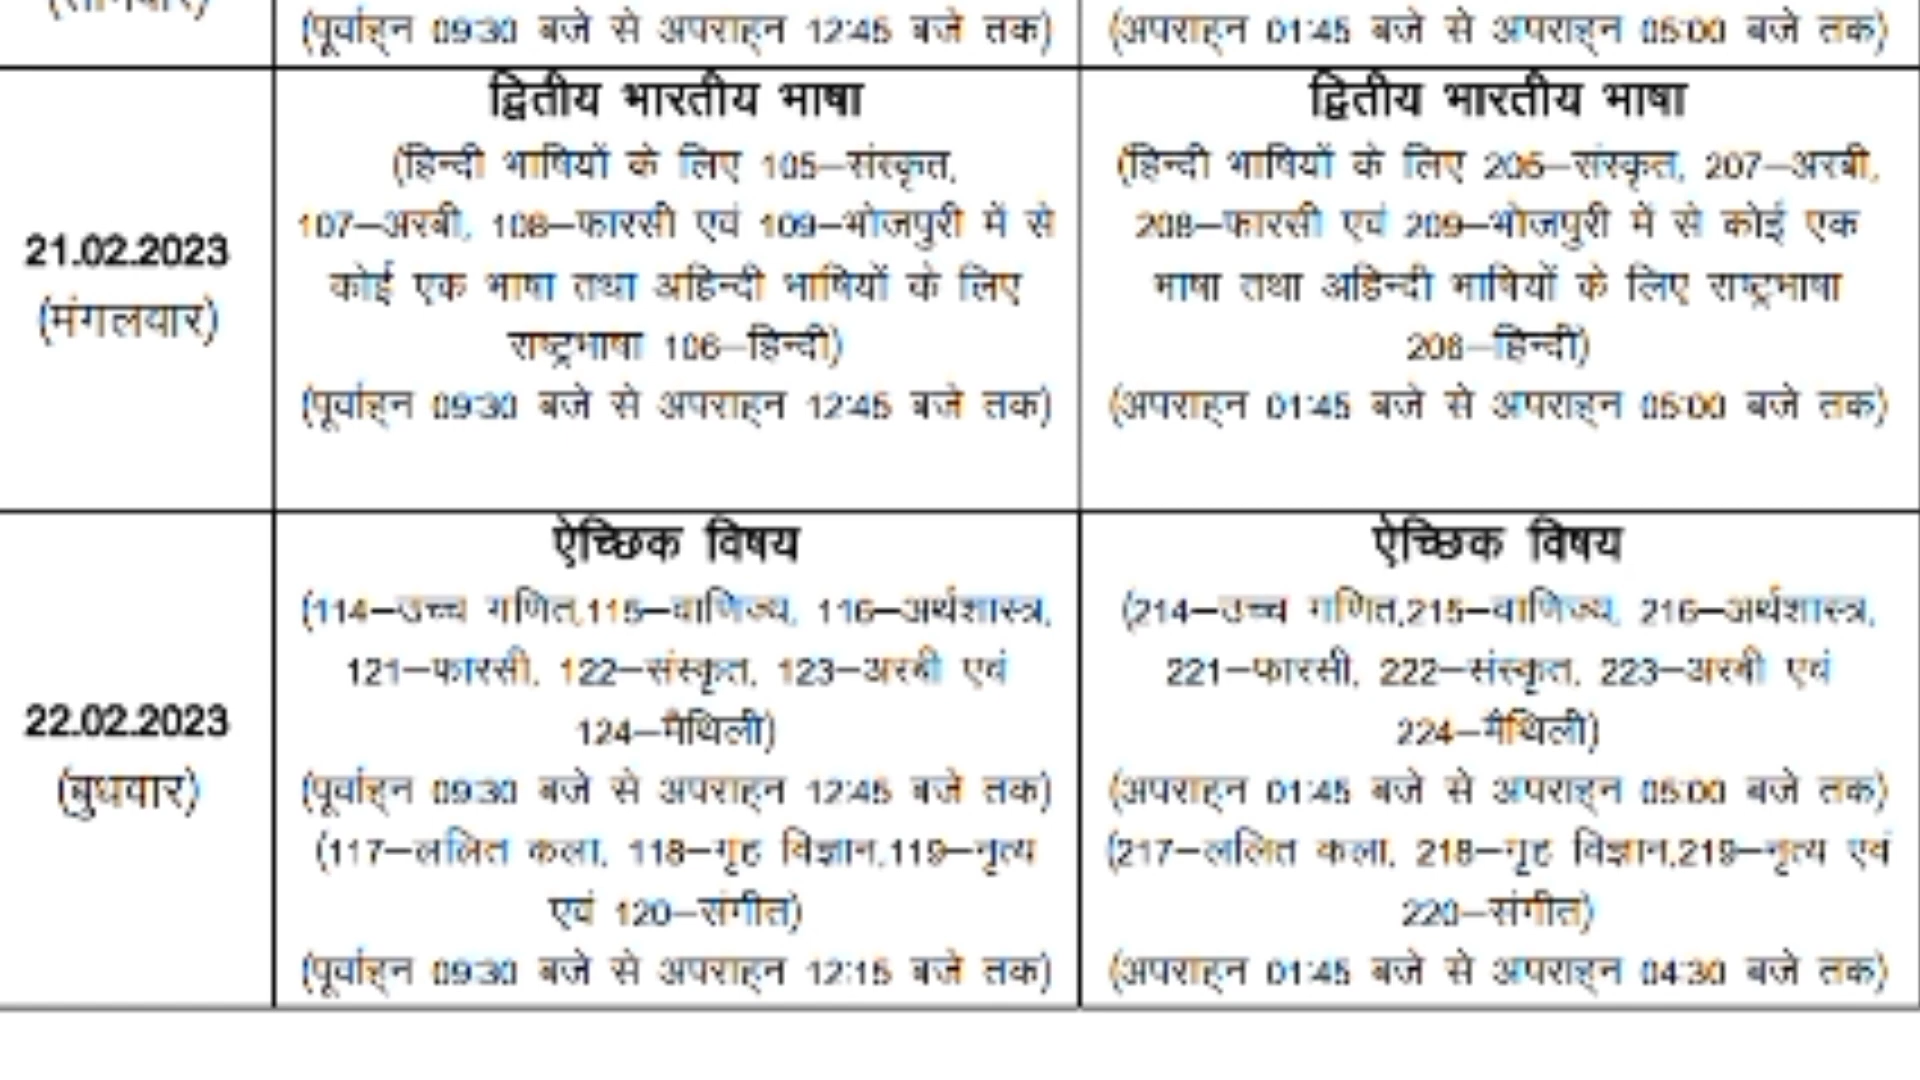 (पूर्वाह्न 09:30 बजे से अपराह्न 12:45 बजे तक)
(अपराह्न 01:45 बजे से अपराह्न 05:00 बजे तक)
21.02.2023
(मंगलवार)
द्वितीय भारतीय भाषा
(हिन्दी भाषियों के लिए 105–संस्कृत,
107–अरबी, 108–फारसी एवं 109–भोजपुरी में से
कोई एक भाषा तथा अहिन्दी भाषियों के लिए
राष्ट्रभाषा 106–हिन्दी)
(पूर्वाह्न 09:30 बजे से अपराह्न 12:45 बजे तक)
द्वितीय भारतीय भाषा
(हिन्दी भाषियों के लिए 205–संस्कृत, 207–अरबी,
208–फारसी एवं 209–भोजपुरी में से कोई एक
भाषा तथा अहिन्दी भाषियों के लिए राष्ट्रभाषा
206–हिन्दी)
(अपराह्न 01:45 बजे से अपराह्न 05:00 बजे तक)
22.02.2023
(बुधवार)
ऐच्छिक विषय
(114–उच्च गणित,115–वाणिज्य, 116–अर्थशास्त्र,
121–फारसी, 122–संस्कृत, 123–अरबी एवं
124–मैथिली)
(पूर्वाह्न 09:30 बजे से अपराह्न 12:45 बजे तक)
(117–ललित कला, 118–गृह विज्ञान,119–नृत्य
एवं 120–संगीत)
(पूर्वाह्न 09:30 बजे से अपराह्न 12:15 बजे तक)
ऐच्छिक विषय
(214–उच्च गणित,215–वाणिज्य, 216–अर्थशास्त्र,
221–फारसी, 222–संस्कृत, 223–अरबी एवं
224–मैथिली)
(अपराह्न 01:45 बजे से अपराह्न 05:00 बजे तक)
(217–ललित कला, 218–गृह विज्ञान,219–नृत्य एवं
220–संगीत)
(अपराह्न 01:45 बजे से अपराह्न 04:30 बजे तक)